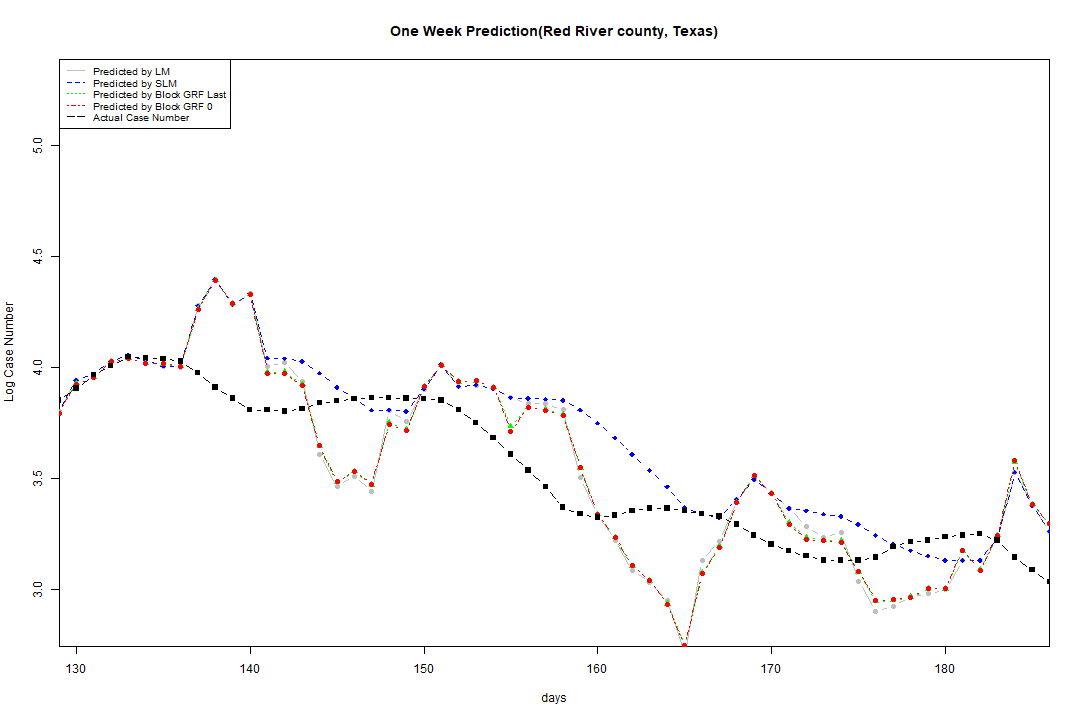 One Week Prediction(Red River county, Texas)
Predicted by LM
Predicted by SLM
Predicted by Block GRF Last
Predicted by Block GRF 0
Actual Case Number
5.0
4.5
4.0
3.5
3.0
Log Case Number
130 140 150 160 170 180
days